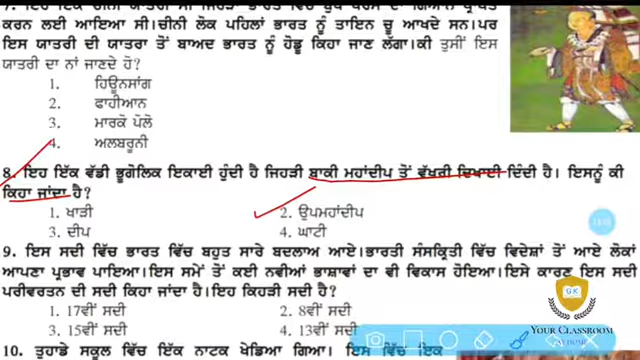 ਕਰਨ ਲਈ ਆਇਆ ਸੀ।ਚੀਨੀ ਲੋਕ ਪਹਿਲਾਂ ਭਾਰਤ ਨੂੰ ਤਾਇਨ ਚੂ ਆਖਦੇ ਸਨ।ਪਰ
ਇਸ ਯਾਤਰੀ ਦੀ ਯਾਤਰਾ ਤੋਂ ਬਾਅਦ ਭਾਰਤ ਨੂੰ ਹੋਡੂ ਕਿਹਾ ਜਾਣ ਲੱਗਾ।ਕੀ ਤੁਸੀਂ ਇਸ
ਯਾਤਰੀ ਦਾ ਨਾਂ ਜਾਣਦੇ ਹੋ?
1. ਹਿਊਨਸਾਂਗ
2. ਫਾਹੀਆਨ
3. ਮਾਰਕੋ ਪੋਲੋ
4. ਅਲਬਰੂਨੀ
8. ਇਹ ਇੱਕ ਵੱਡੀ ਭੂਗੋਲਿਕ ਇਕਾਈ ਹੁੰਦੀ ਹੈ ਜਿਹੜੀ ਬਾਕੀ ਮਹਾਂਦੀਪ ਤੋਂ ਵੱਖਰੀ ਦਿਖਾਈ ਦਿੰਦੀ ਹੈ। ਇਸਨੂੰ ਕੀ
ਕਿਹਾ ਜਾਂਦਾ ਹੈ?
1. ਖਾੜੀ 2. ਉਪਮਹਾਂਦੀਪ
3. ਦੀਪ 4. ਘਾਟੀ
9. ਇਸ ਸਦੀ ਵਿੱਚ ਭਾਰਤ ਵਿੱਚ ਬਹੁਤ ਸਾਰੇ ਬਦਲਾਅ ਆਏ।ਭਾਰਤੀ ਸੰਸਕ੍ਰਿਤੀ ਵਿੱਚ ਵਿਦੇਸ਼ਾਂ ਤੋਂ ਆਏ ਲੋਕਾਂ
ਆਪਣਾ ਪ੍ਰਭਾਵ ਪਾਇਆ।ਇਸ ਸਮੇਂ ਤੋਂ ਕਈ ਨਵੀਆਂ ਭਾਸ਼ਾਵਾਂ ਦਾ ਵੀ ਵਿਕਾਸ ਹੋਇਆ।ਇਸੇ ਕਾਰਣ ਇਸ ਸਦੀ
ਪਰੀਵਰਤਨ ਦੀ ਸਦੀ ਕਿਹਾ ਜਾਂਦਾ ਹੈ।ਇਹ ਕਿਹੜੀ ਸਦੀ ਹੈ?
1. 17ਵੀਂ ਸਦੀ 2. 8ਵੀਂ ਸਦੀ
3. 15ਵੀਂ ਸਦੀ 4. 13ਵੀਂ ਸਦੀ
GK
YOUR CLASSROOM
AT HOME
10. ਤੁਹਾਡੇ ਸਕੂਲ ਵਿੱਚ ਇੱਕ ਨਾਟਕ ਖੇਡਿਆ ਗਿਆ। ਇਸ ਵਿੱਚ ਇਕ